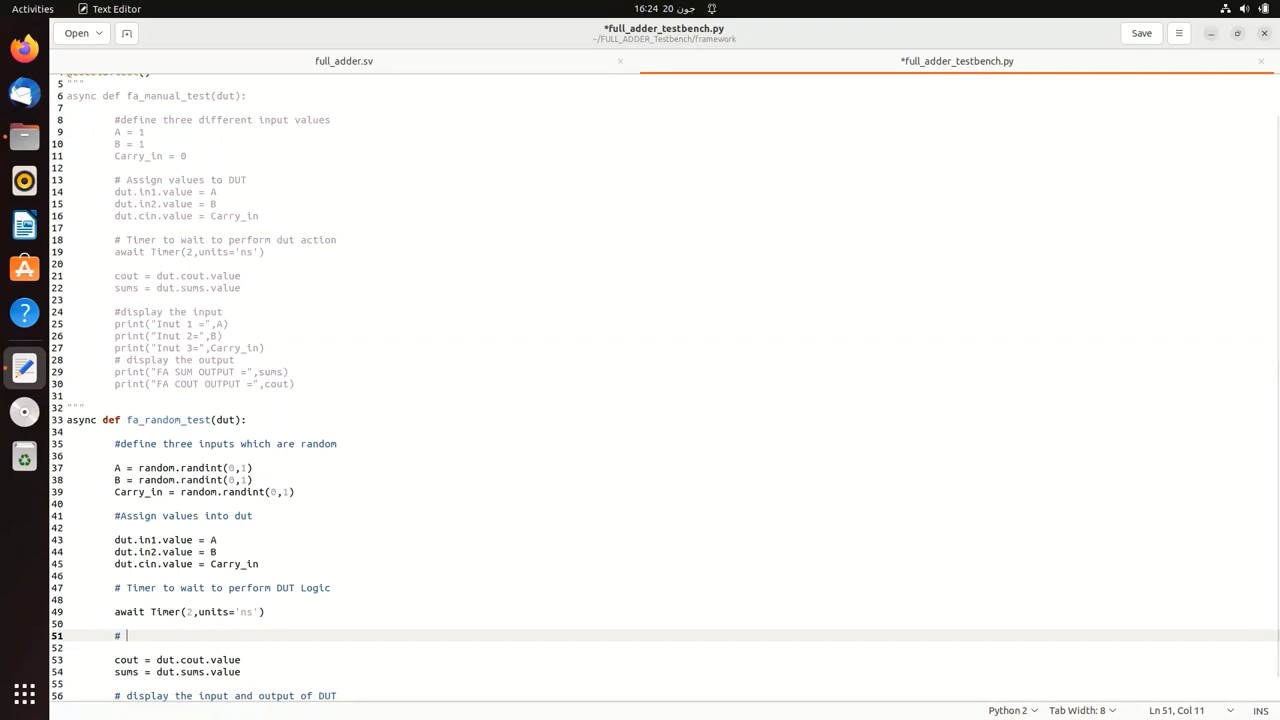 Activities Text Editor 16:24 20 جون
Open *full_adder_testbench.py Save
~/FULL_ADDER_Testbench/framework
full_adder.sv *full_adder_testbench.py
5 """
6 async def fa_manual_test(dut):
7
8 #define three different input values
9 A = 1
10 B = 1
11 Carry_in = 0
12
13 # Assign values to DUT
14 dut.in1.value = A
15 dut.in2.value = B
16 dut.cin.value = Carry_in
17
18 # Timer to wait to perform dut action
19 await Timer(2,units='ns')
20
21 cout = dut.cout.value
22 sums = dut.sums.value
23
24 #display the input
25 print("Inut 1 =",A)
26 print("Inut 2=",B)
27 print("Inut 3=",Carry_in)
28 # display the output
29 print("FA SUM OUTPUT =",sums)
30 print("FA COUT OUTPUT =",cout)
31
32 """
33 async def fa_random_test(dut):
34
35 #define three inputs which are random
36
37 A = random.randint(0,1)
38 B = random.randint(0,1)
39 Carry_in = random.randint(0,1)
40
41 #Assign values into dut
42
43 dut.in1.value = A
44 dut.in2.value = B
45 dut.cin.value = Carry_in
46
47 # Timer to wait to perform DUT Logic
48
49 await Timer(2,units='ns')
50
51 #
52
53 cout = dut.cout.value
54 sums = dut.sums.value
55
56 # display the input and output of DUT
Python 2 Tab Width: 8 Ln 51, Col 11 INS